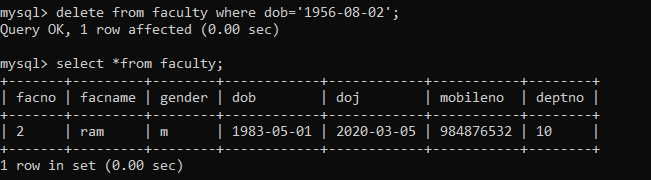 mysql> delete from faculty where dob='1956-08-02';
Query OK, 1 row affected (0.00 sec)
mysql> select *from faculty;
+-------+---------+--------+------------+------------+-----------+--------+
| facno | facname | gender | dob        | doj        | mobileno  | deptno |
+-------+---------+--------+------------+------------+-----------+--------+
| 2     | ram     | m      | 1983-05-01 | 2020-03-05 | 984876532 | 10     |
+-------+---------+--------+------------+------------+-----------+--------+
1 row in set (0.00 sec)